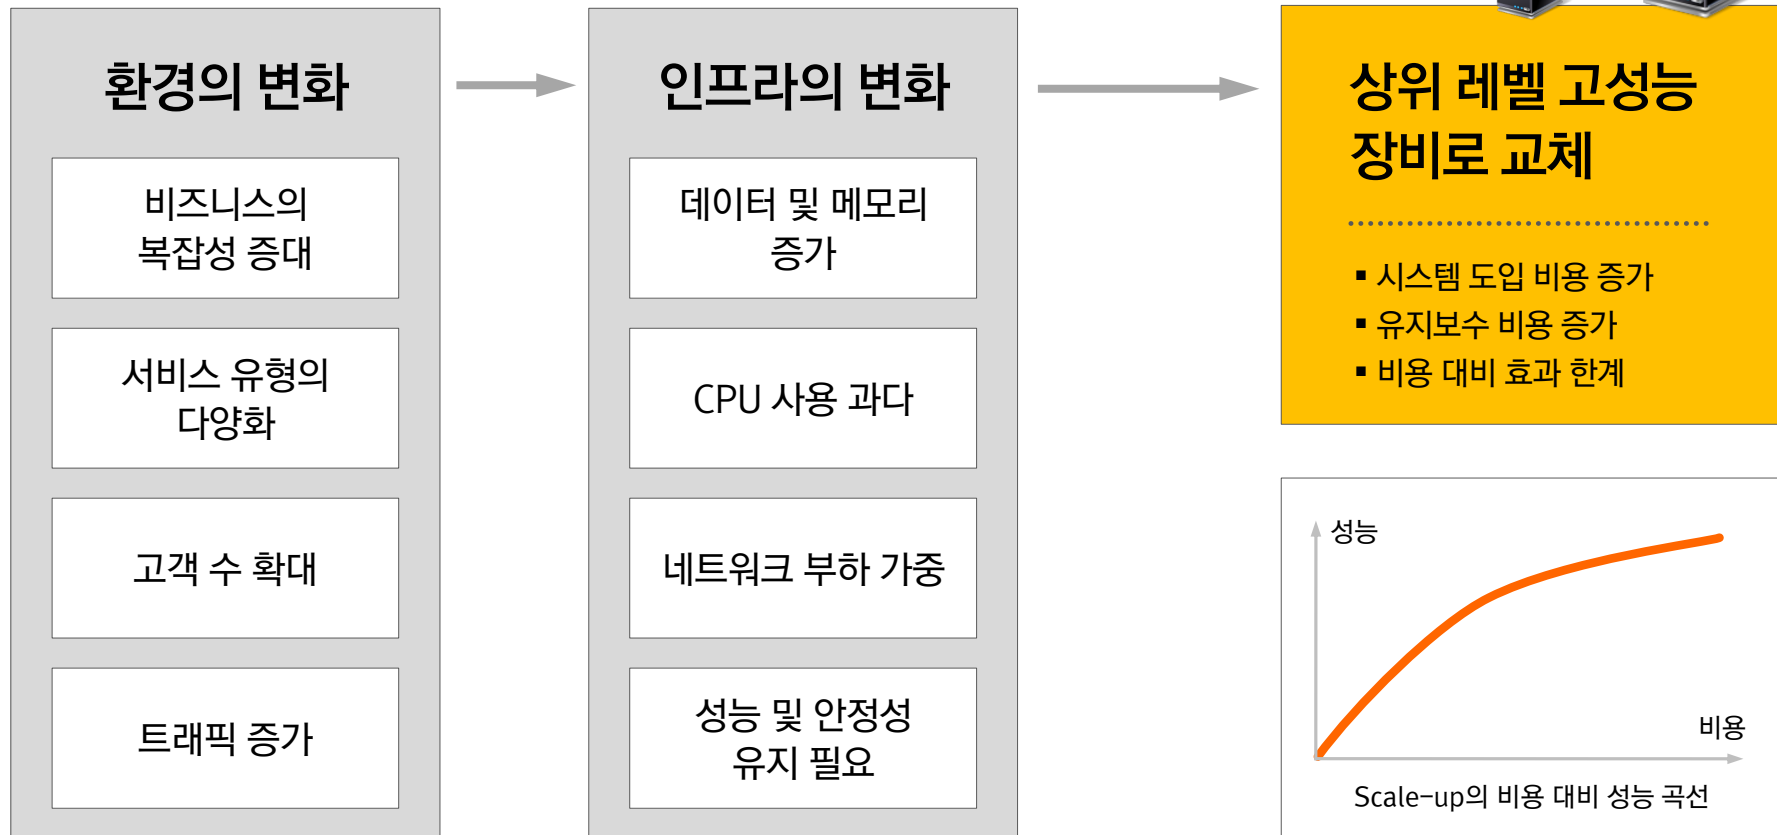 환경의 변화
비즈니스의
복잡성 증대
서비스 유형의
다양화
고객 수 확대
트래픽 증가
인프라의 변화
데이터 및 메모리
증가
CPU 사용 과다
네트워크 부하 가중
성능 및 안정성
유지 필요
상위 레벨 고성능
장비로 교체
▪ 시스템 도입 비용 증가
▪ 유지보수 비용 증가
▪ 비용 대비 효과 한계
성능
비용
Scale-up의 비용 대비 성능 곡선